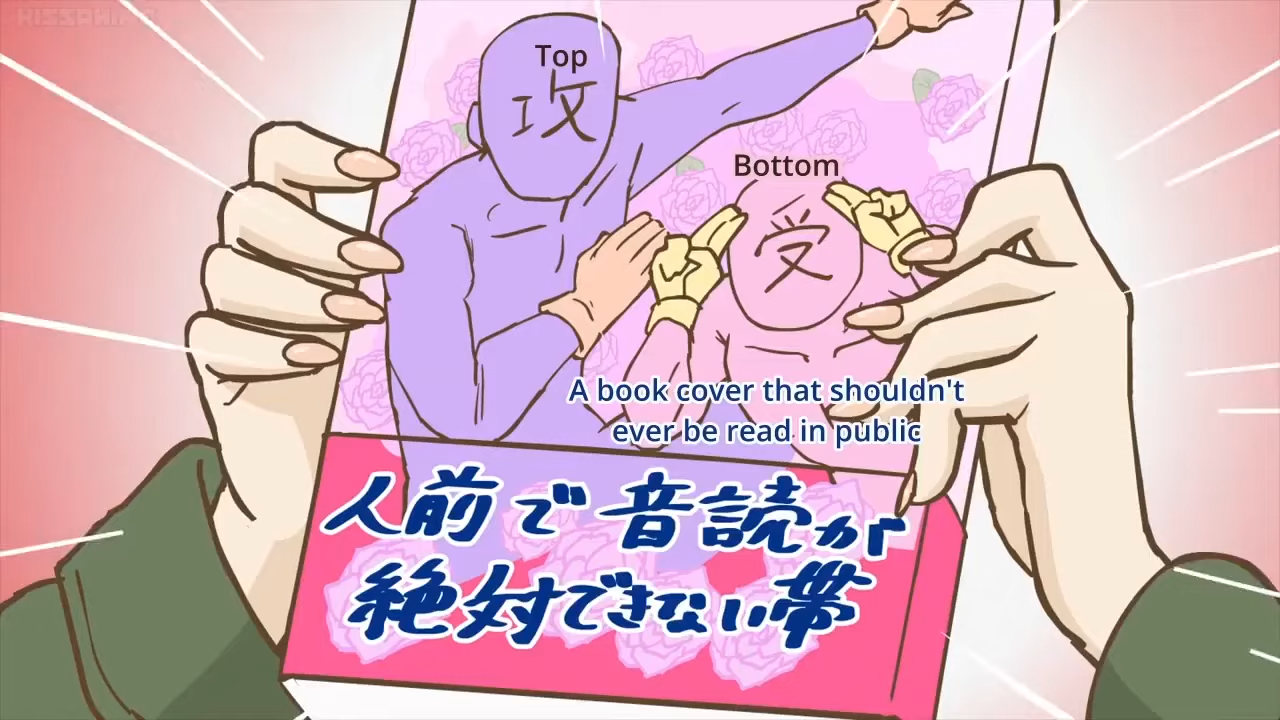 Top
攻
Bottom
受
A book cover that shouldn't
ever be read in public
人前で音読が
絶対できない帯